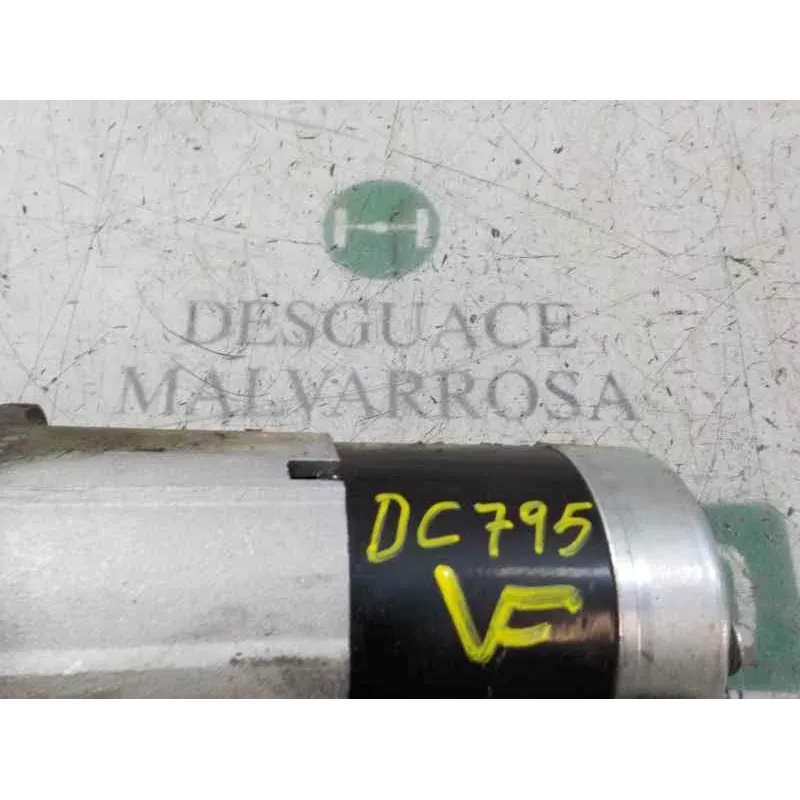 DESGUACE
MALVARROSA
DC795
VF